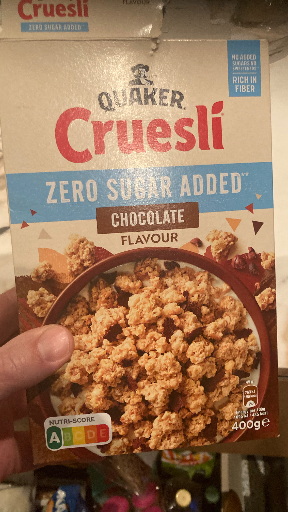 Cruesli
FLAVOUR
ZERO SUGAR ADDED
NO ADDED
RICH IN
FIBER
QUAKER
Cruesli
ZERO SUGAR ADDED**
CHOCOLATE
FLAVOUR
NUTRI-SCORE
A B C D E
400g e